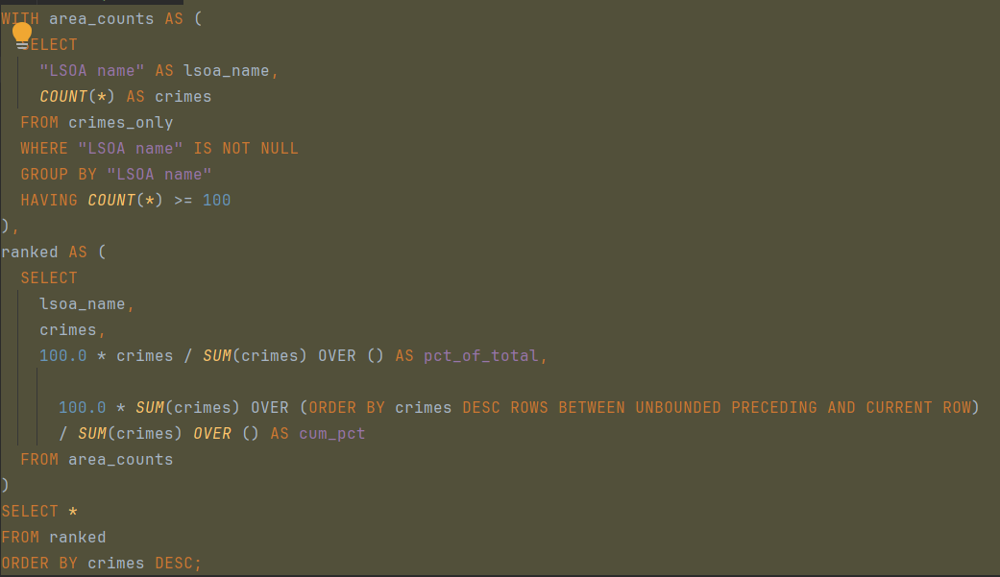 WITH area_counts AS (
SELECT
"LSOA name" AS lsoa_name,
COUNT(*) AS crimes
FROM crimes_only
WHERE "LSOA name" IS NOT NULL
GROUP BY "LSOA name"
HAVING COUNT(*) >= 100
),
ranked AS (
SELECT
lsoa_name,
crimes,
100.0 * crimes / SUM(crimes) OVER () AS pct_of_total,
100.0 * SUM(crimes) OVER (ORDER BY crimes DESC ROWS BETWEEN UNBOUNDED PRECEDING AND CURRENT ROW)
/ SUM(crimes) OVER () AS cum_pct
FROM area_counts
)
SELECT *
FROM ranked
ORDER BY crimes DESC;